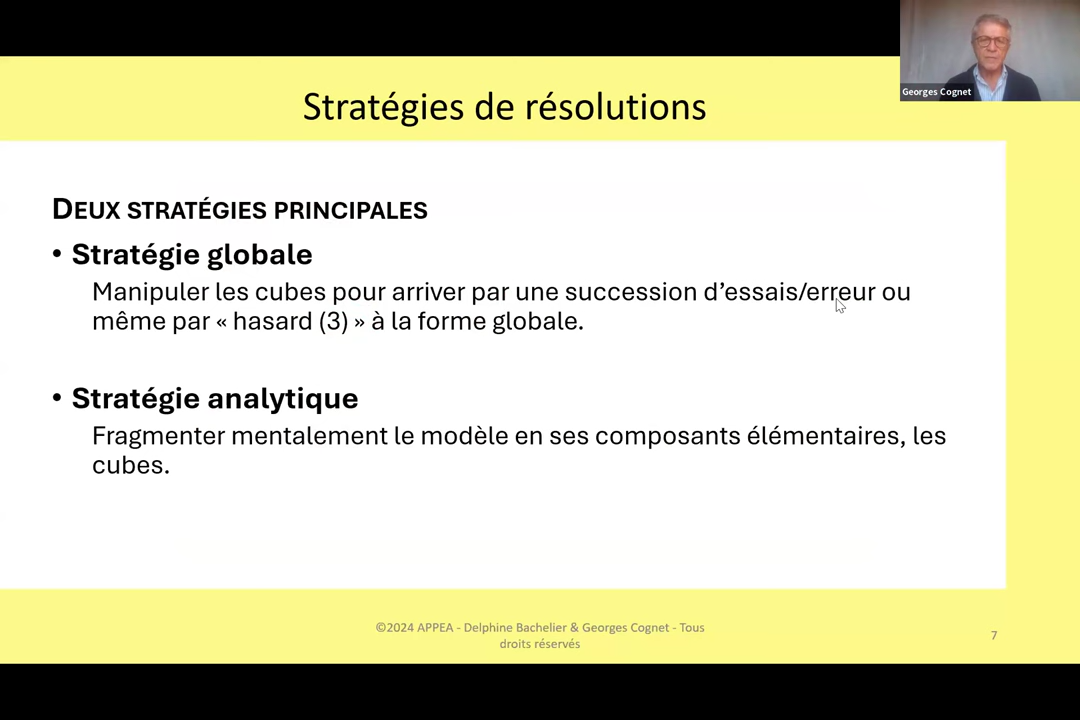 Georges Cognet
Stratégies de résolutions
DEUX STRATÉGIES PRINCIPALES
• Stratégie globale
Manipuler les cubes pour arriver par une succession d’essais/erreur ou
même par « hasard (3) » à la forme globale.
• Stratégie analytique
Fragmenter mentalement le modèle en ses composants élémentaires, les
cubes.
©2024 APPEA - Delphine Bachelier & Georges Cognet - Tous
droits réservés
7